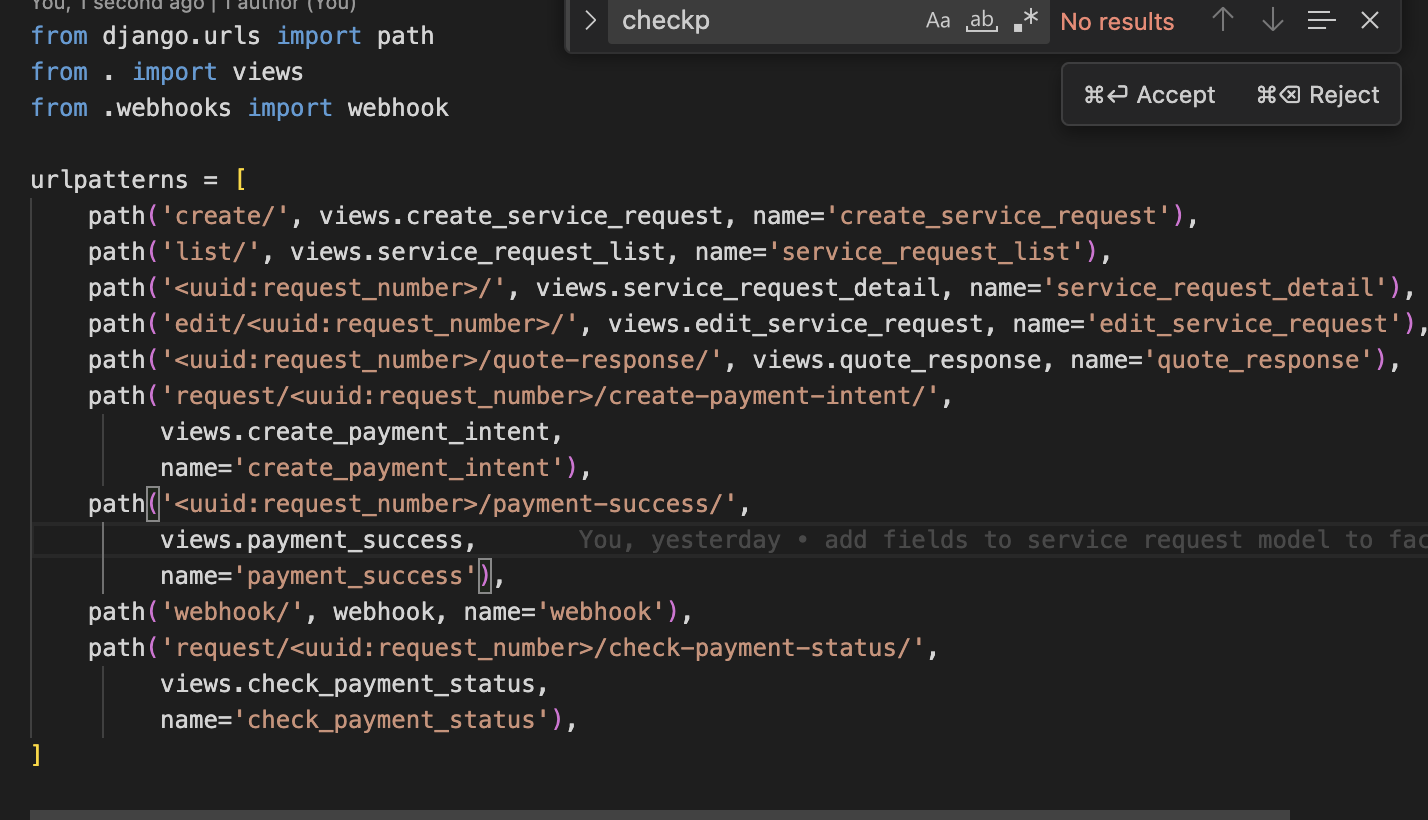 You, 1 second ago | 1 author (You)
checkp Aa ab .* No results
⌘⏎ Accept ⌘⌫ Reject
from django.urls import path
from . import views
from .webhooks import webhook
urlpatterns = [
path('create/', views.create_service_request, name='create_service_request'),
path('list/', views.service_request_list, name='service_request_list'),
path('<uuid:request_number>/', views.service_request_detail, name='service_request_detail'),
path('edit/<uuid:request_number>/', views.edit_service_request, name='edit_service_request'),
path('<uuid:request_number>/quote-response/', views.quote_response, name='quote_response'),
path('request/<uuid:request_number>/create-payment-intent/',
views.create_payment_intent,
name='create_payment_intent'),
path('<uuid:request_number>/payment-success/',
views.payment_success, You, yesterday • add fields to service request model to fac
name='payment_success'),
path('webhook/', webhook, name='webhook'),
path('request/<uuid:request_number>/check-payment-status/',
views.check_payment_status,
name='check_payment_status'),
]